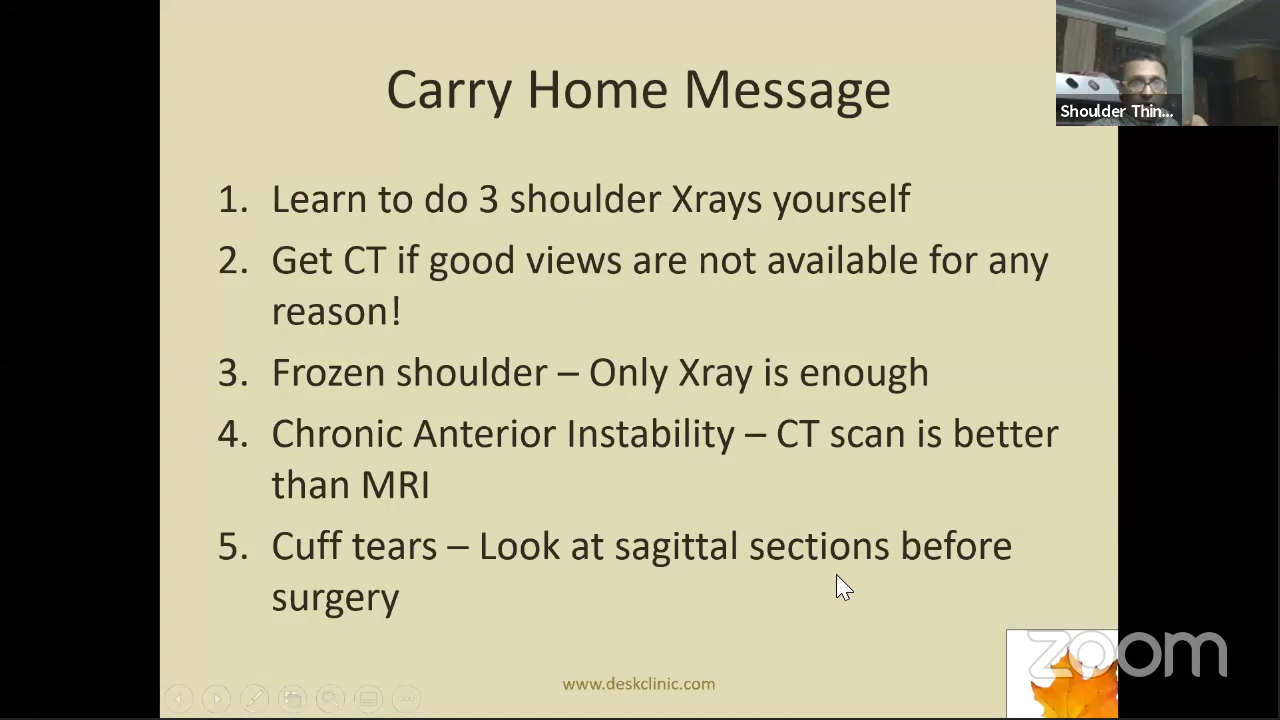 Carry Home Message
Shoulder Thin...
1. Learn to do 3 shoulder Xrays yourself
2. Get CT if good views are not available for any
reason!
3. Frozen shoulder – Only Xray is enough
4. Chronic Anterior Instability – CT scan is better
than MRI
5. Cuff tears – Look at sagittal sections before
surgery
www.deskclinic.com
zoom